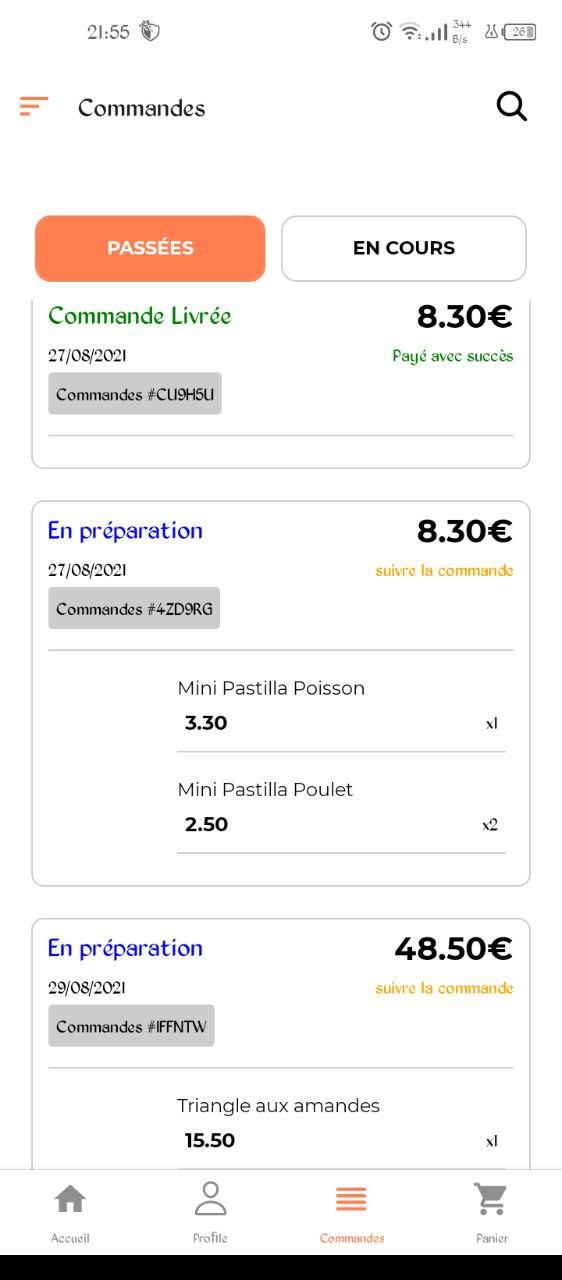 21:55
344
B/s
26
Commandes
PASSÉES
EN COURS
Commande Livrée
8.30€
27/08/2021
Payé avec succès
Commandes #CU9H5U
En préparation
8.30€
27/08/2021
suivre la commande
Commandes #4ZD9RG
Mini Pastilla Poisson
3.30
x1
Mini Pastilla Poulet
2.50
x2
En préparation
48.50€
29/08/2021
suivre la commande
Commandes #IFFNTW
Triangle aux amandes
15.50
x1
Accueil
Profile
Commandes
Panier